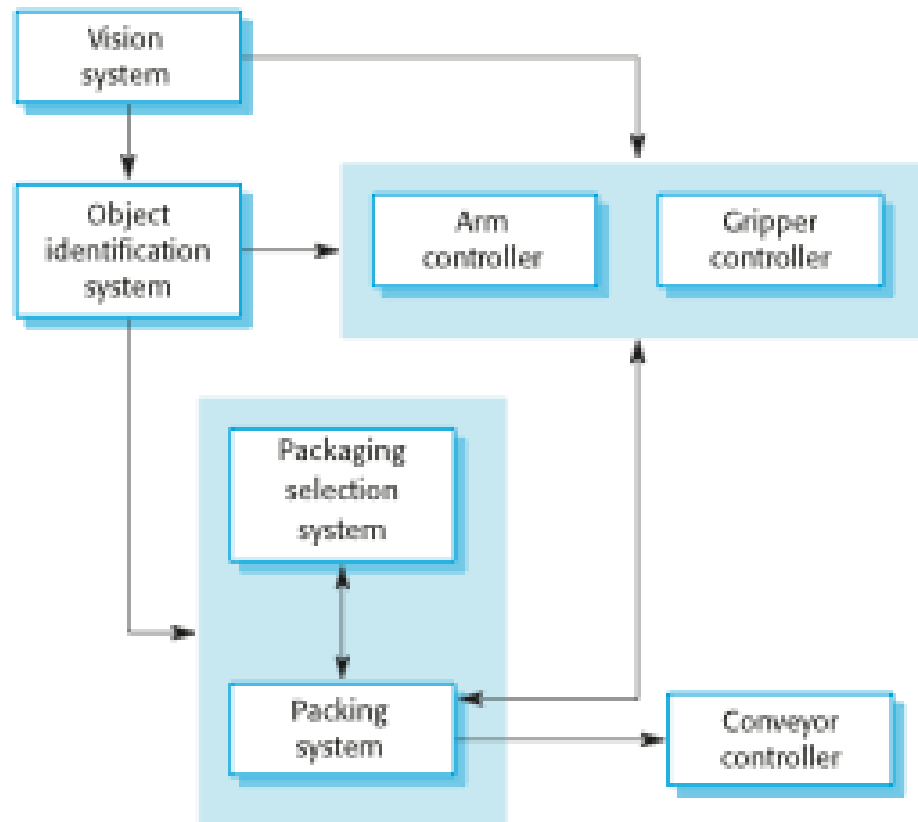 Vision
system
Object
identification
system
Arm
controller
Gripper
controller
Packaging
selection
system
Packing
system
Conveyor
controller